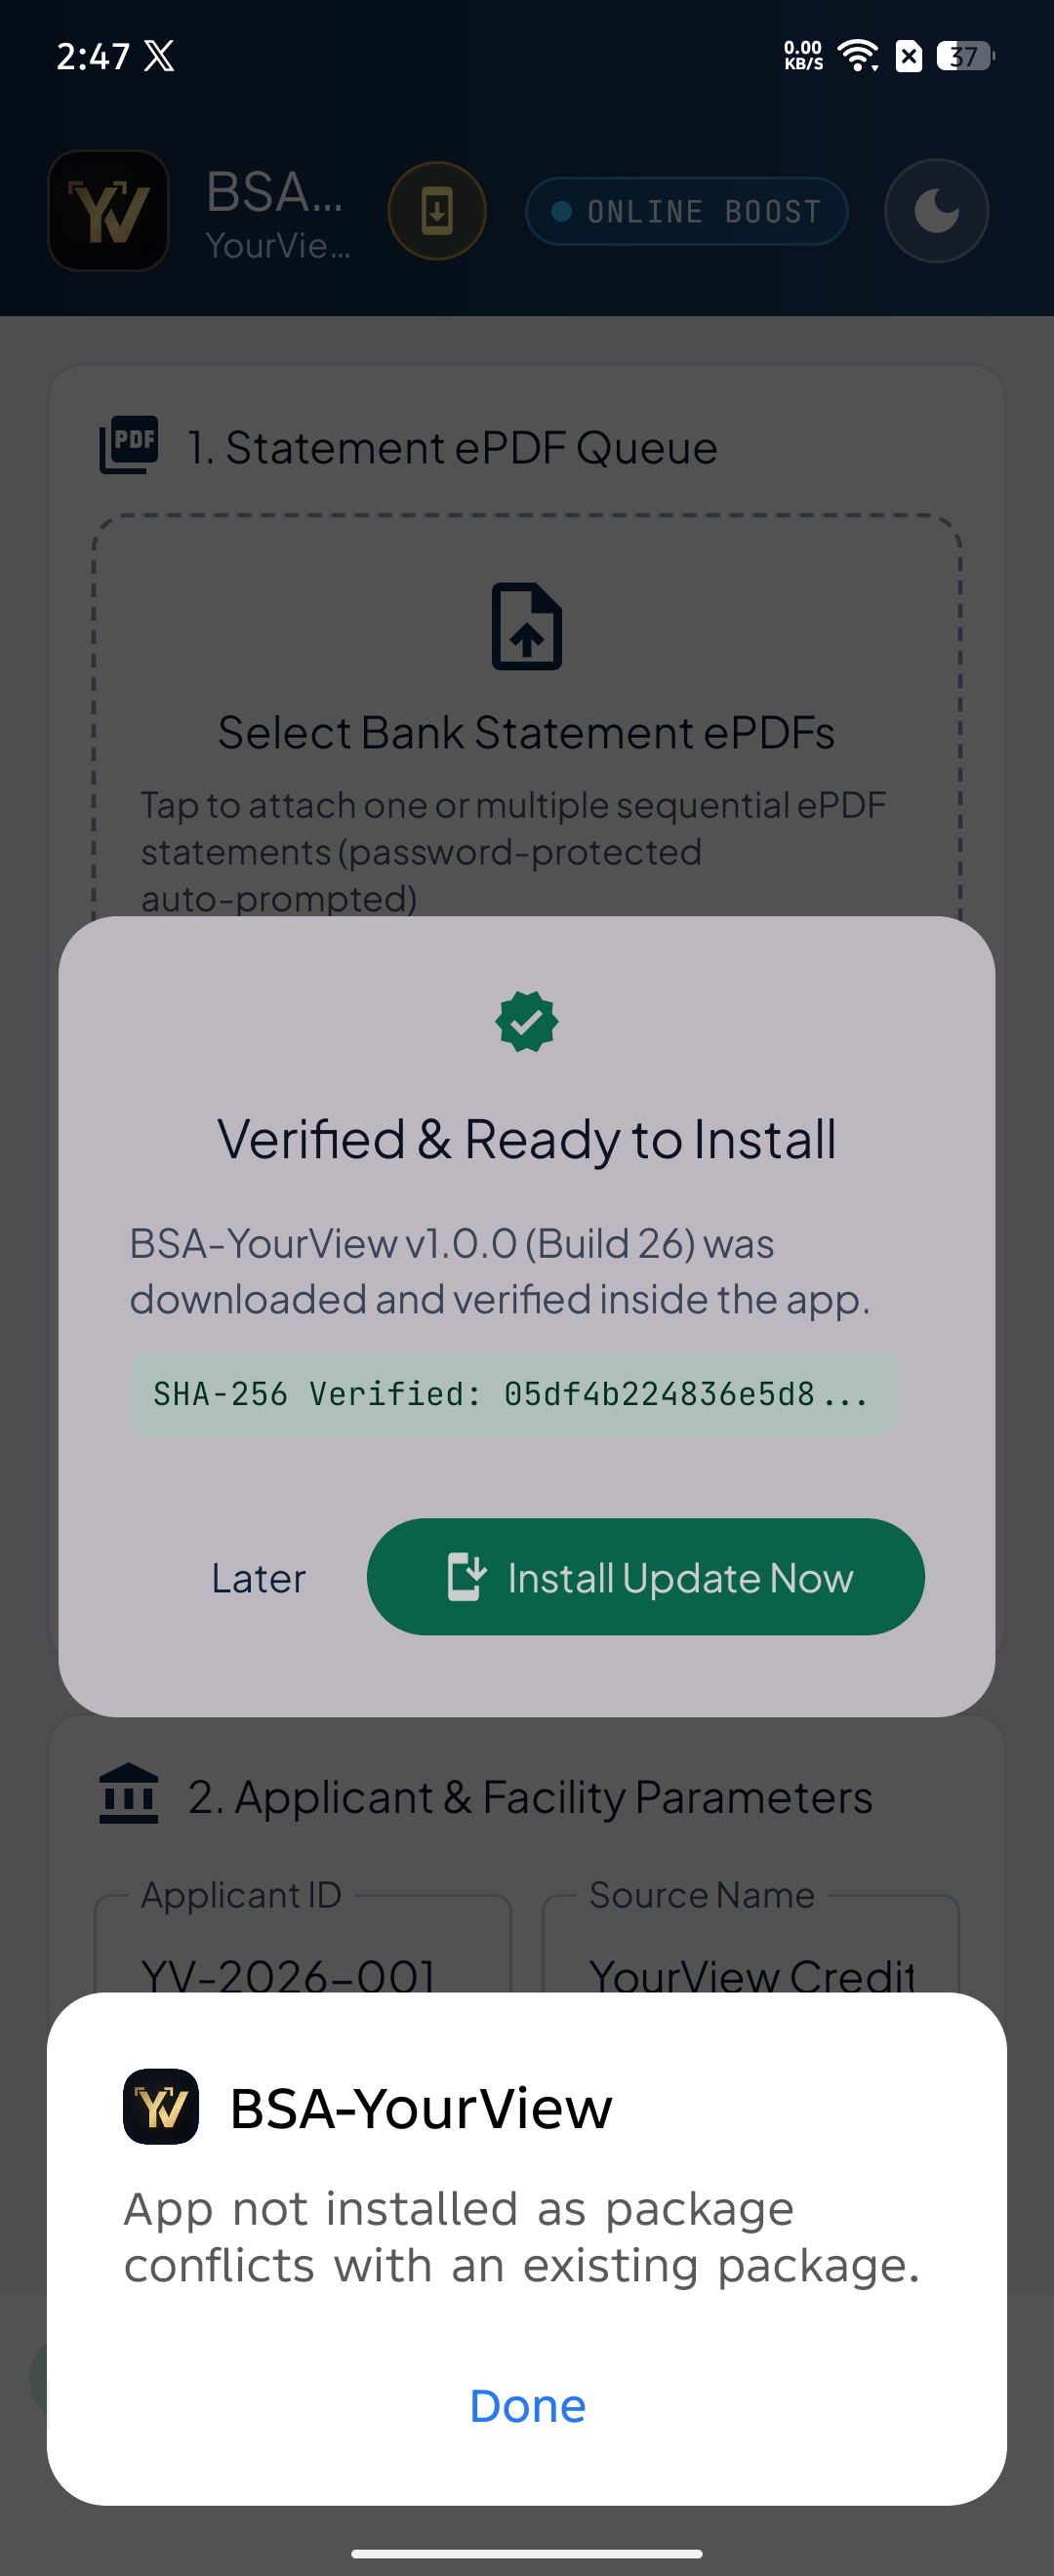 2:47
0.00
KB/S
37
YV
BSA...
YourVie...
ONLINE BOOST
PDF
1. Statement ePDF Queue
Select Bank Statement ePDFs
Tap to attach one or multiple sequential ePDF
statements (password-protected
auto-prompted)
Verified & Ready to Install
BSA-YourView v1.0.0 (Build 26) was
downloaded and verified inside the app.
SHA-256 Verified: 05df4b224836e5d8...
Later
Install Update Now
2. Applicant & Facility Parameters
Applicant ID
Source Name
YV-2026-001
YourView Credit
YV
BSA-YourView
App not installed as package
conflicts with an existing package.
Done